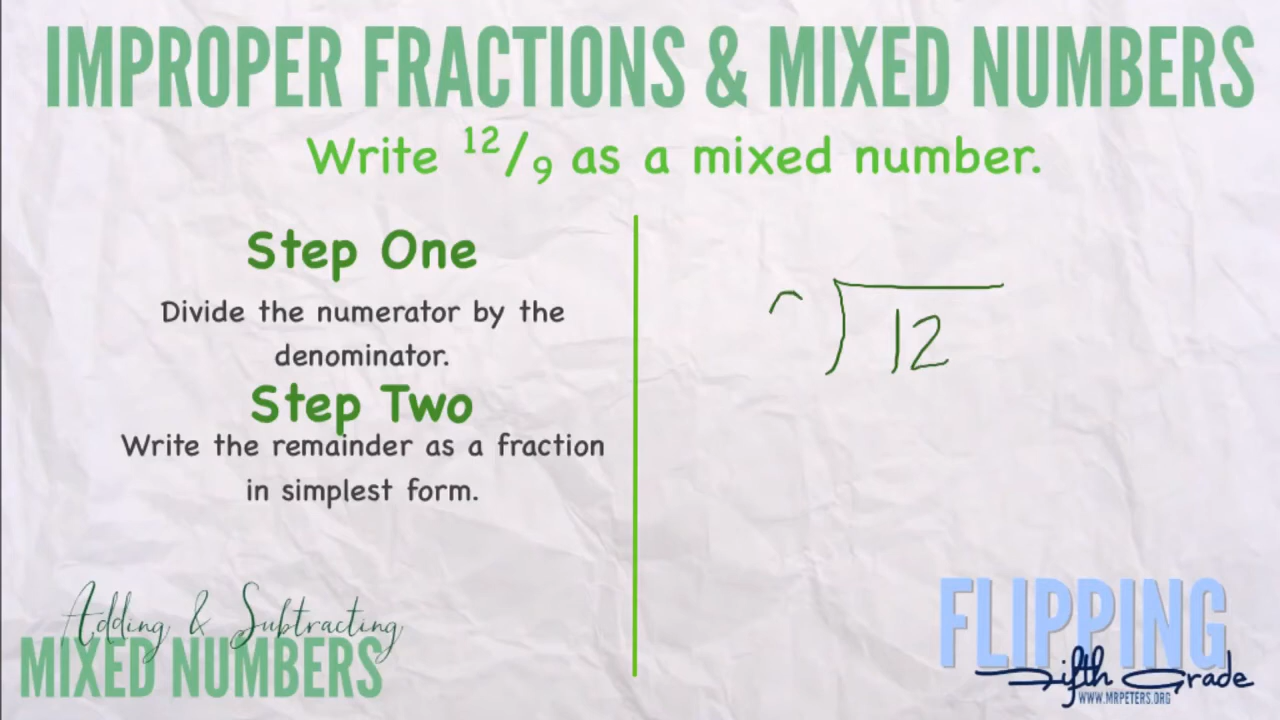 IMPROPER FRACTIONS & MIXED NUMBERS
Write ¹²/₉ as a mixed number.
Step One
Divide the numerator by the
denominator.
Step Two
Write the remainder as a fraction
in simplest form.
12
Adding & Subtracting
MIXED NUMBERS
FLIPPING
Fifth Grade
WWW.MRPETERS.ORG